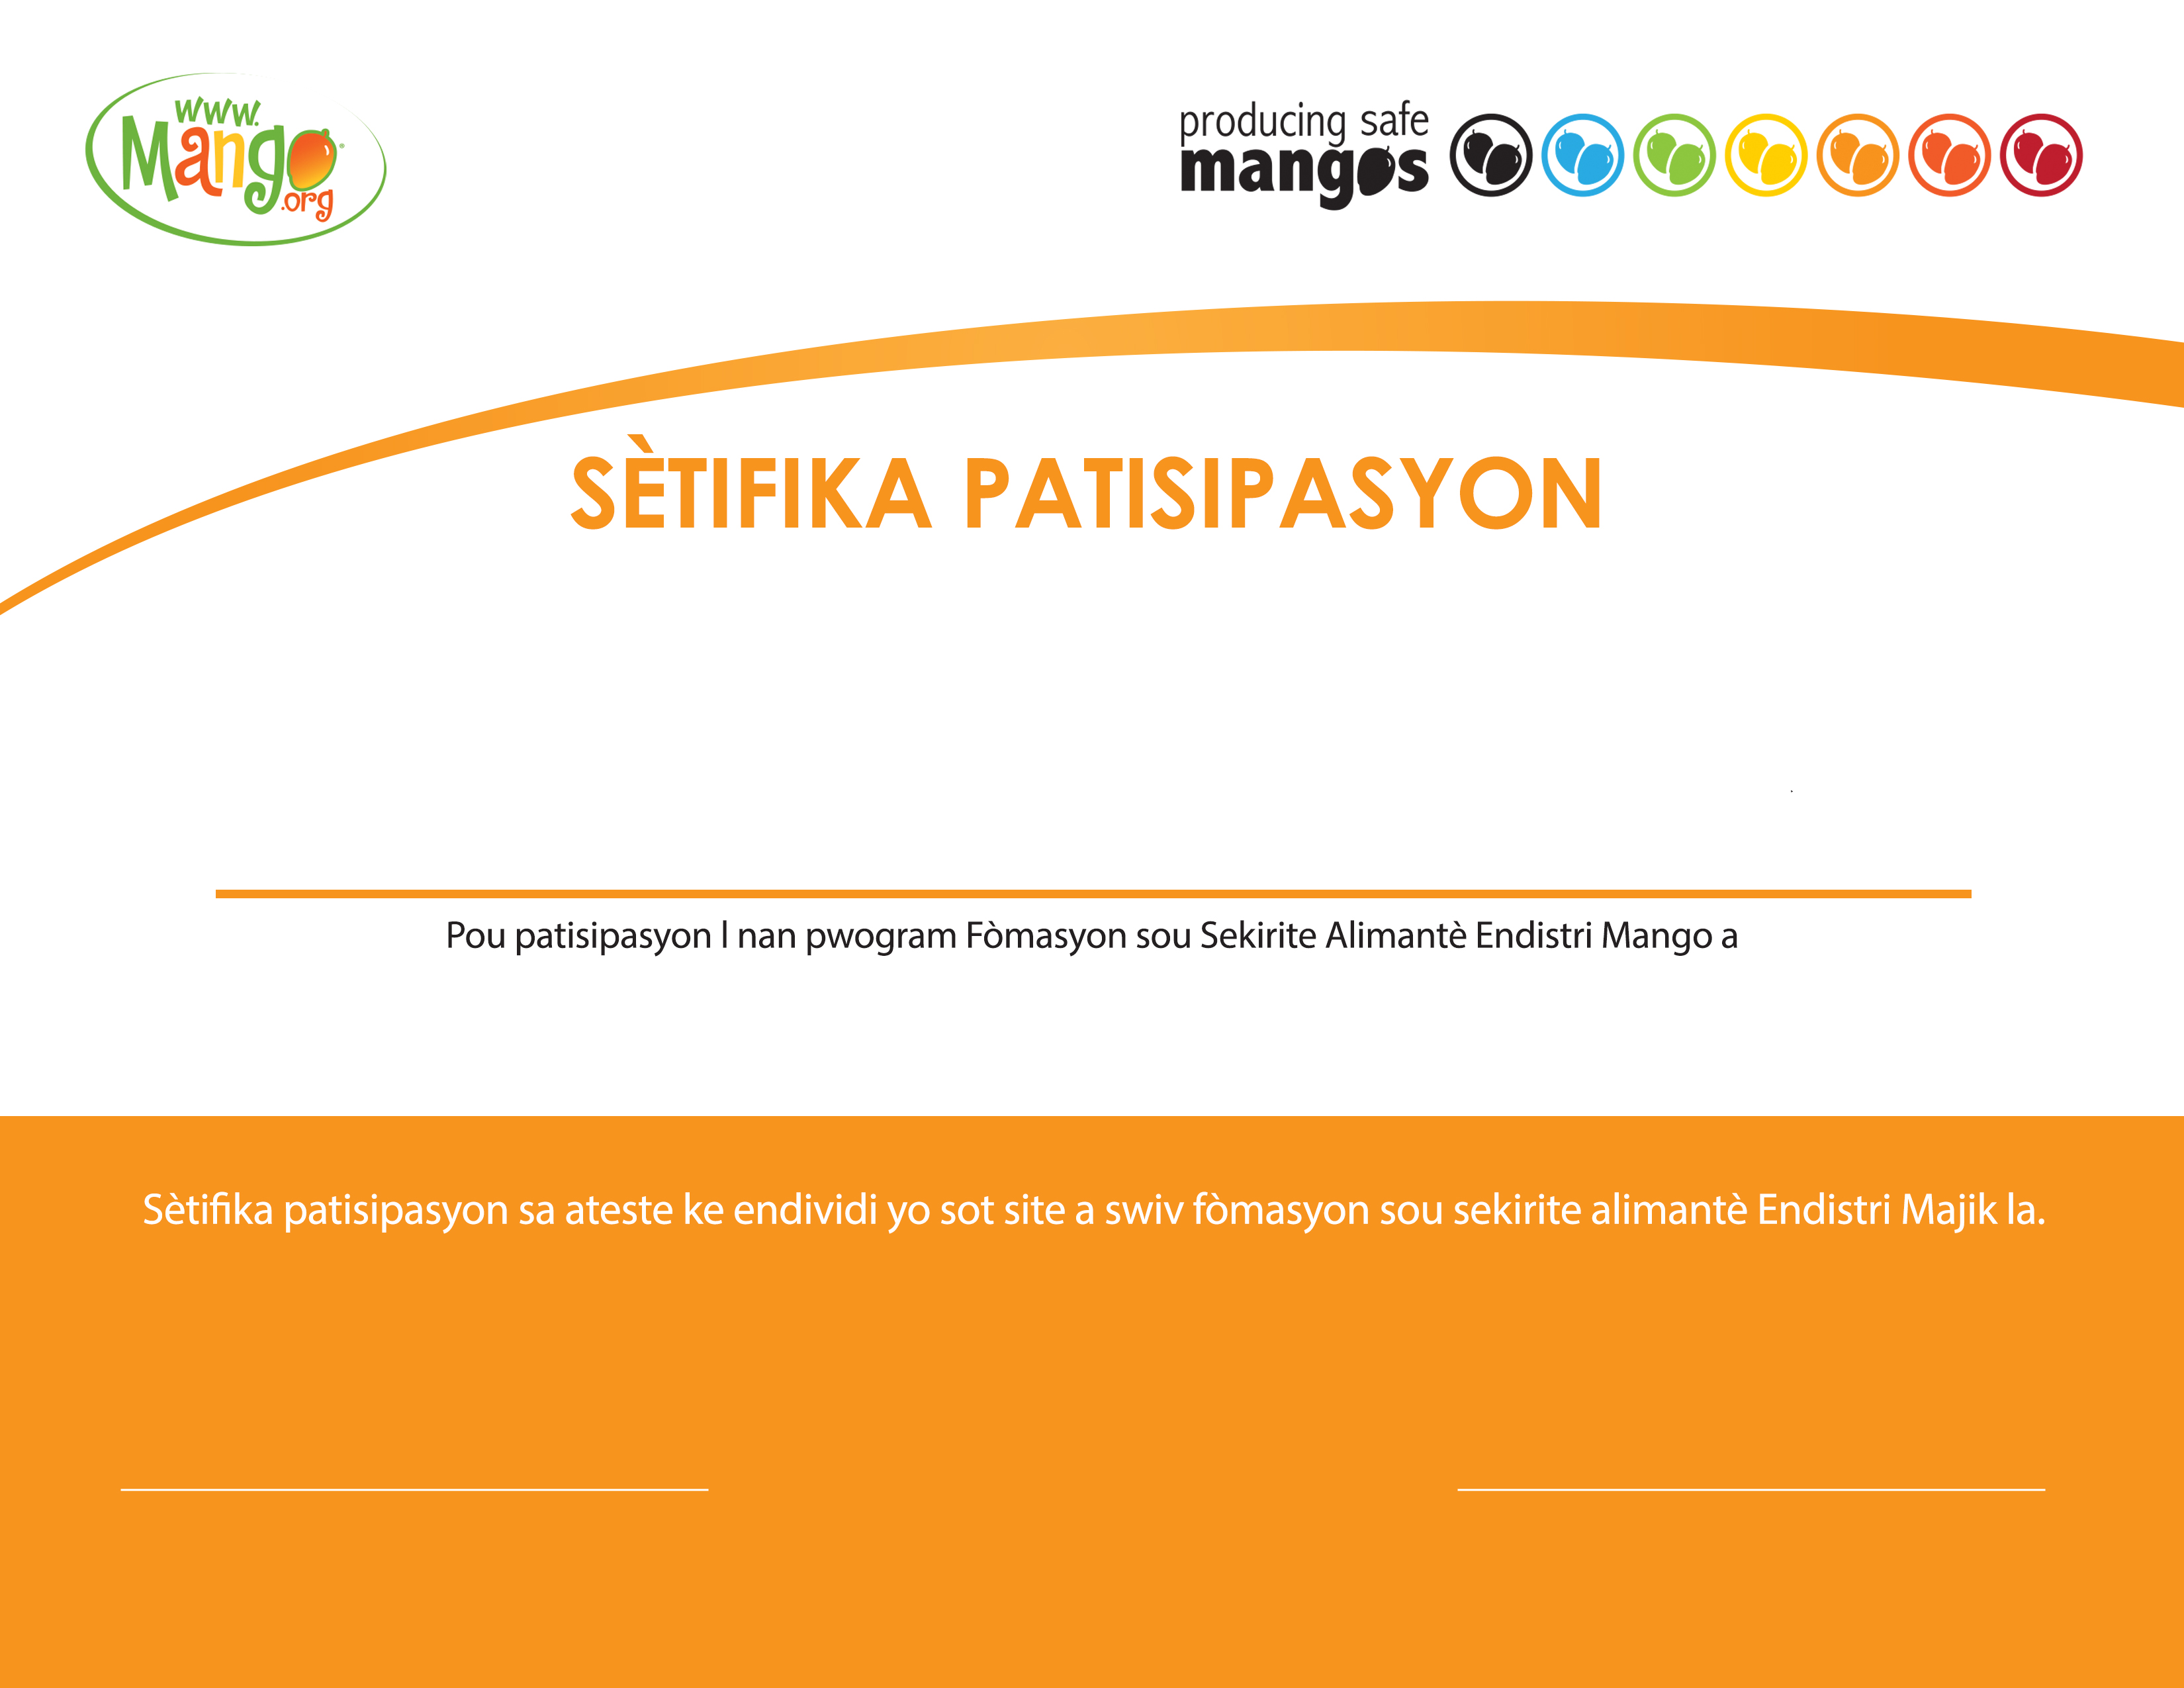 www.
Mango
.org
producing safe
mangos
SÈTIFIKA PATISIPASYON
Pou patisipasyon l nan pwogram Fòmasyon sou Sekirite Alimantè Endistri Mango a
Sètifika patisipasyon sa ateste ke endividi yo sot site a swiv fòmasyon sou sekirite alimantè Endistri Majik la.